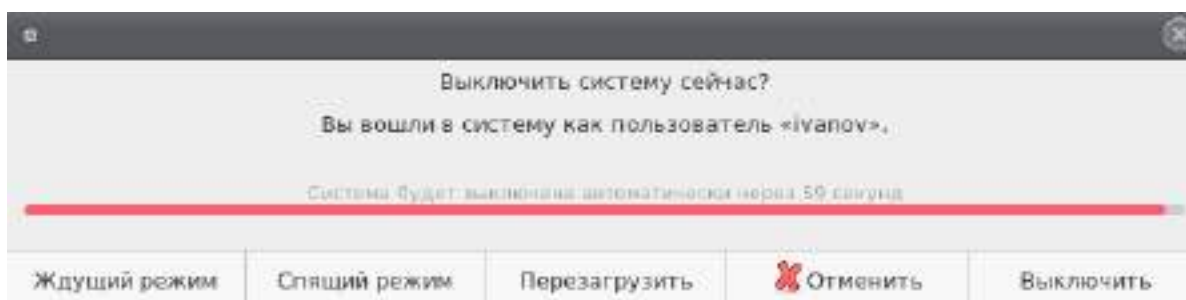 Выключить систему сейчас?
Вы вошли в систему как пользователь «ivanov».
Система будет выключена автоматически через 59 секунд
Ждущий режим
Спящий режим
Перезагрузить
Отменить
Выключить